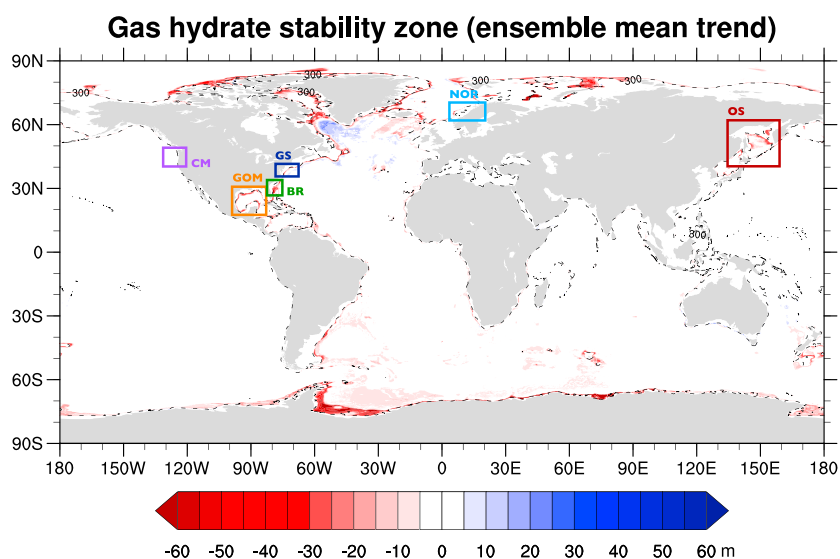 Gas hydrate stability zone (ensemble mean trend)
90N
300
300
300
300
300
NOR
OS
60N
GS
CM
GOM
30N
BR
300
0
30S
60S
90S
180 150W 120W 90W 60W 30W 0 30E 60E 90E 120E 150E 180
-60 -50 -40 -30 -20 -10 0 10 20 30 40 50 60 m